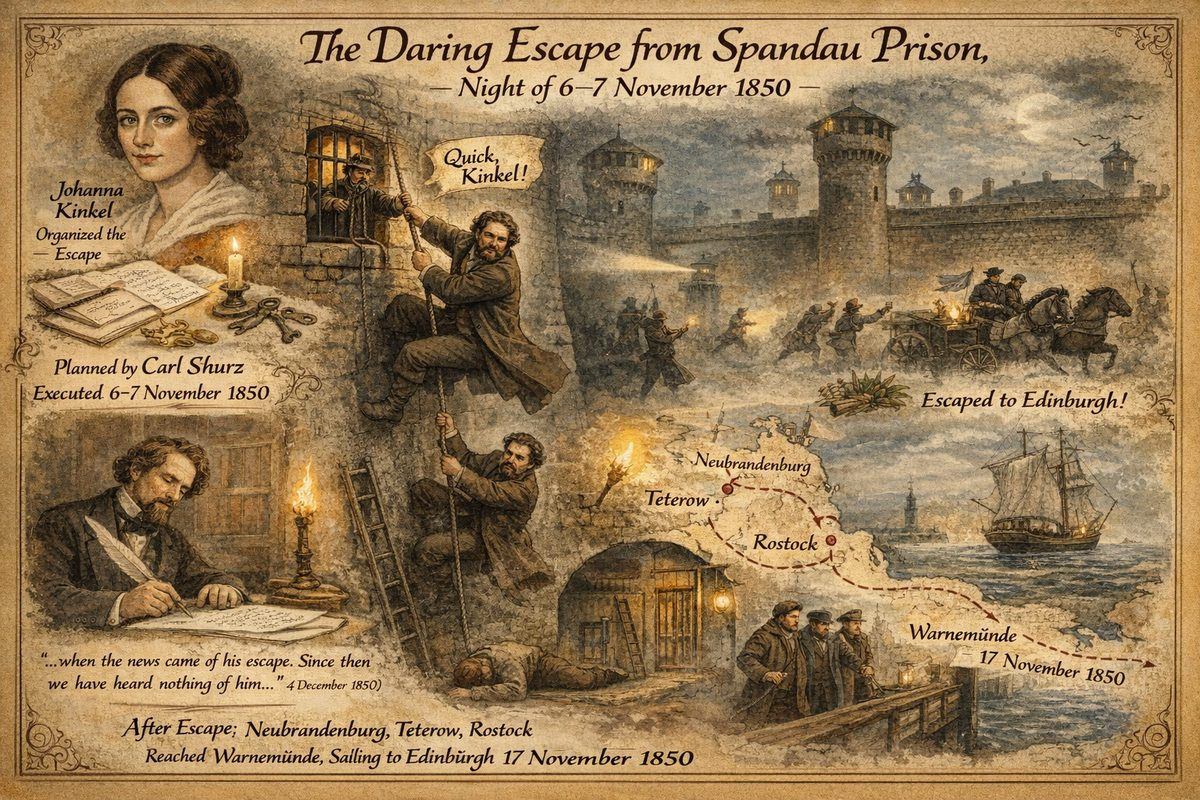 The Daring Escape from Spandau Prison,
— Night of 6–7 November 1850 —
Johanna
Kinkel
Organized the
— Escape —
Quick,
Kinkel!
Planned by Carl Shurz
Executed 6–7 November 1850
Escaped to Edinburgh!
Neubrandenburg
Teterow
Rostock
Warnemünde
17 November 1850
"...when the news came of his escape. Since then
we have heard nothing of him..." 4 December 1850)
After Escape; Neubrandenburg, Teterow, Rostock
Reached Warnemünde, Salling to Edinbürgh 17 November 1850